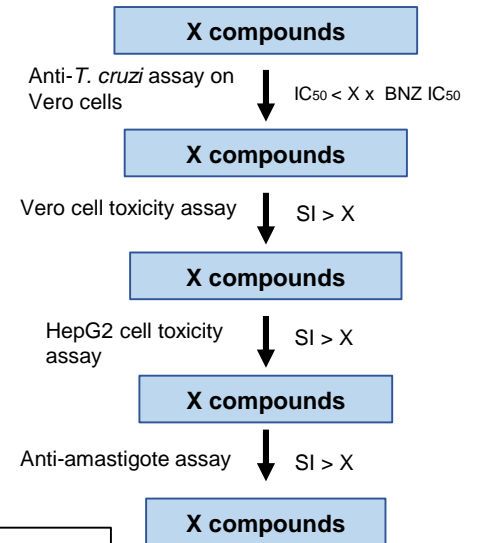 X compounds
Anti-T. cruzi assay on
Vero cells
IC50 < X x BNZ IC50
X compounds
Vero cell toxicity assay
SI > X
X compounds
HepG2 cell toxicity
assay
SI > X
X compounds
Anti-amastigote assay
SI > X
X compounds